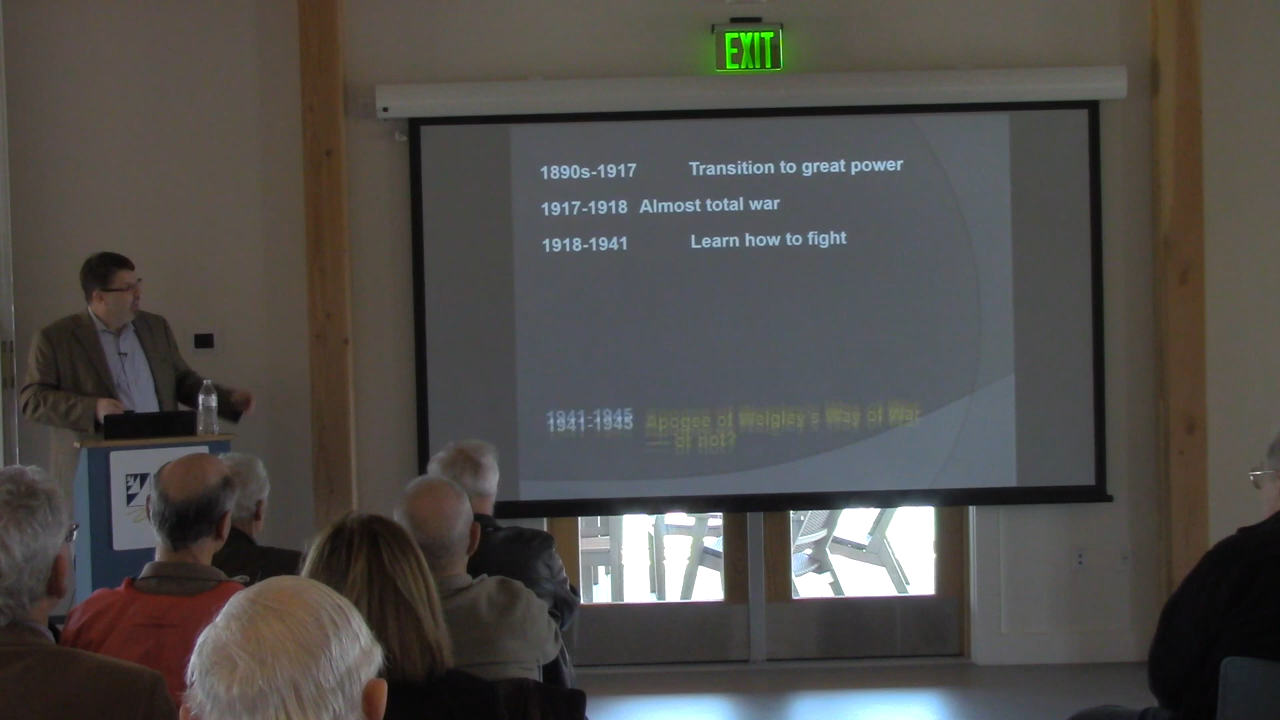 EXIT
1890s-1917 Transition to great power
1917-1918 Almost total war
1918-1941 Learn how to fight
1941-1945 Apogee of Weigley's Way of War
— or not?